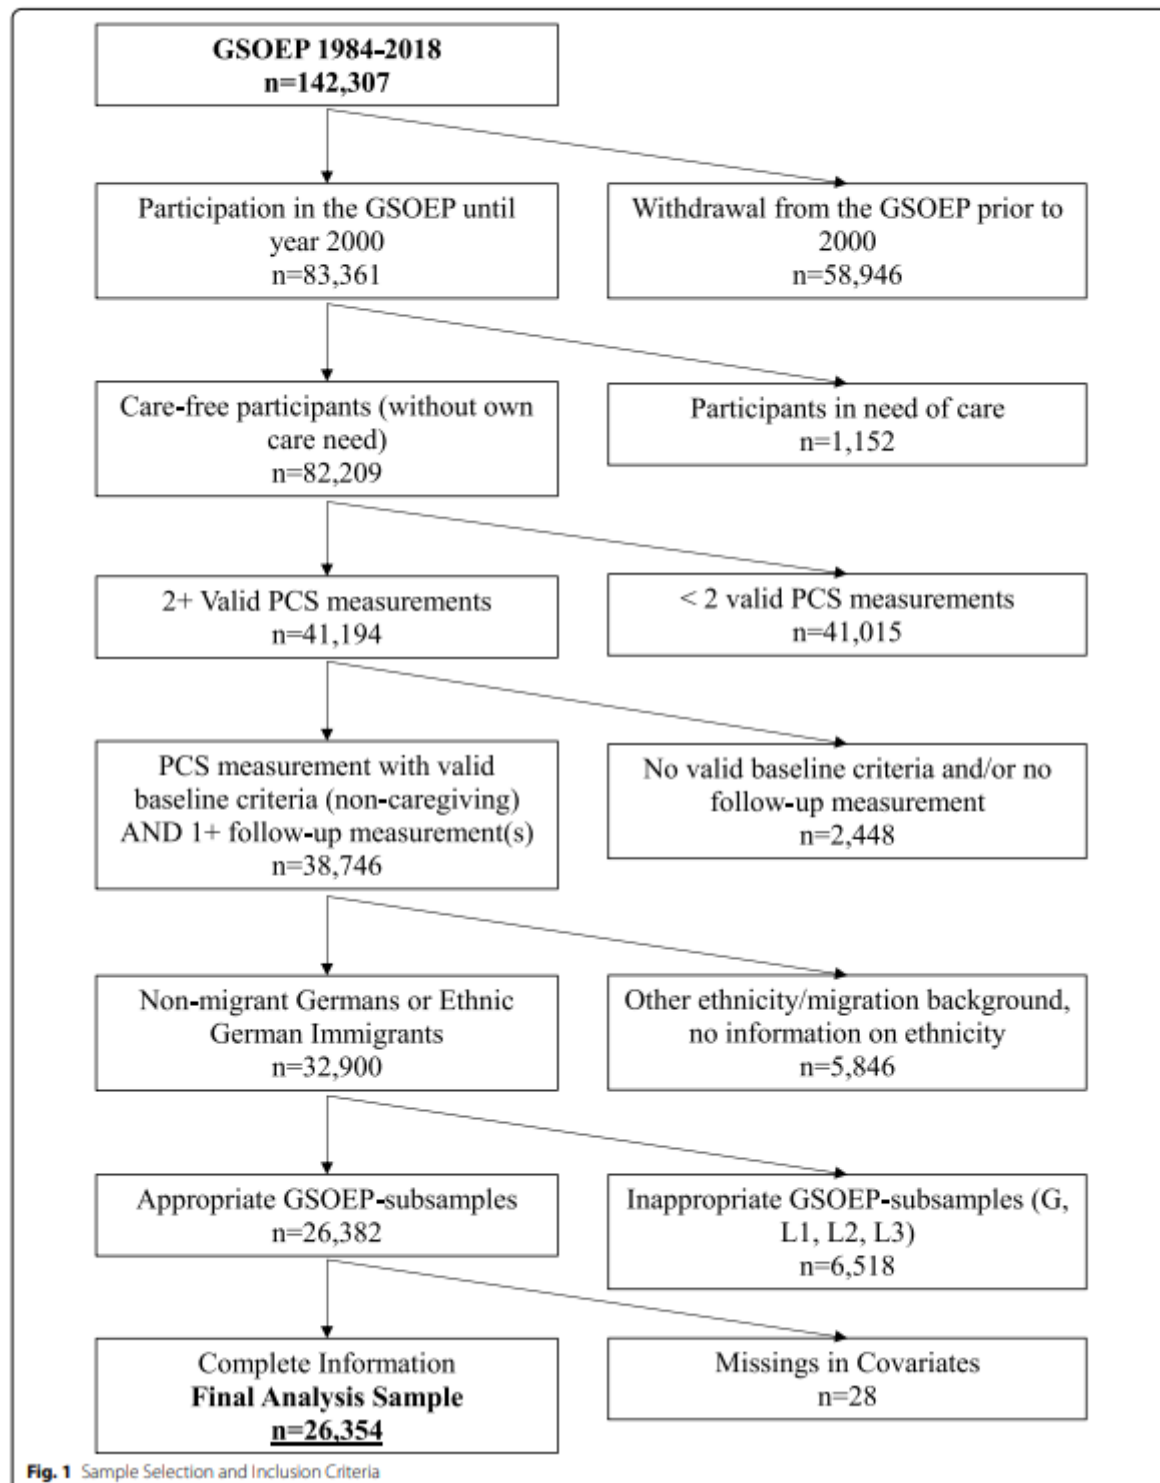 GSOEP 1984-2018
n=142,307
Participation in the GSOEP until
year 2000
n=83,361
Withdrawal from the GSOEP prior to
2000
n=58,946
Care-free participants (without own
care need)
n=82,209
Participants in need of care
n=1,152
2+ Valid PCS measurements
n=41,194
< 2 valid PCS measurements
n=41,015
PCS measurement with valid
baseline criteria (non-caregiving)
AND 1+ follow-up measurement(s)
n=38,746
No valid baseline criteria and/or no
follow-up measurement
n=2,448
Non-migrant Germans or Ethnic
German Immigrants
n=32,900
Other ethnicity/migration background,
no information on ethnicity
n=5,846
Appropriate GSOEP-subsamples
n=26,382
Inappropriate GSOEP-subsamples (G,
L1, L2, L3)
n=6,518
Complete Information
Final Analysis Sample
n=26,354
Missings in Covariates
n=28
Fig. 1 Sample Selection and Inclusion Criteria